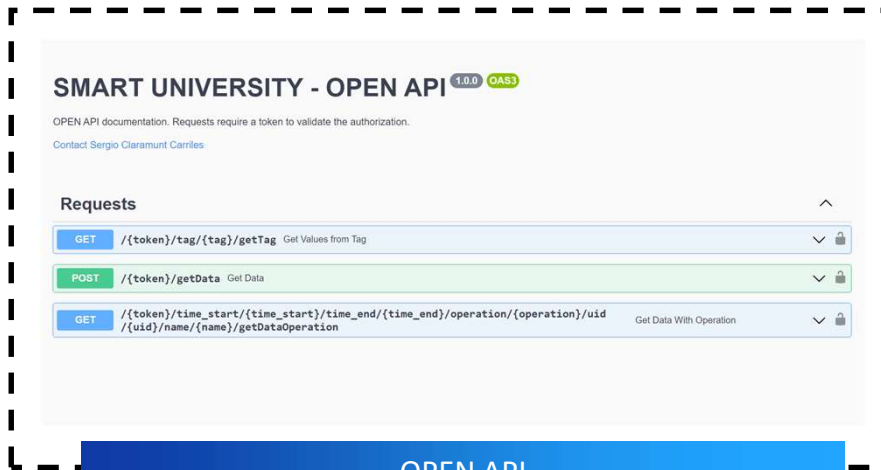 SMART UNIVERSITY - OPEN API 1.0.0 OAS3
OPEN API documentation. Requests require a token to validate the authorization.
Contact Sergio Claramunt Carriles
Requests
GET /{token}/tag/{tag}/getTag Get Values from Tag
POST /{token}/getData Get Data
GET /{token}/time_start/{time_start}/time_end/{time_end}/operation/{operation}/uid
/{uid}/name/{name}/getDataOperation Get Data With Operation
OPEN API